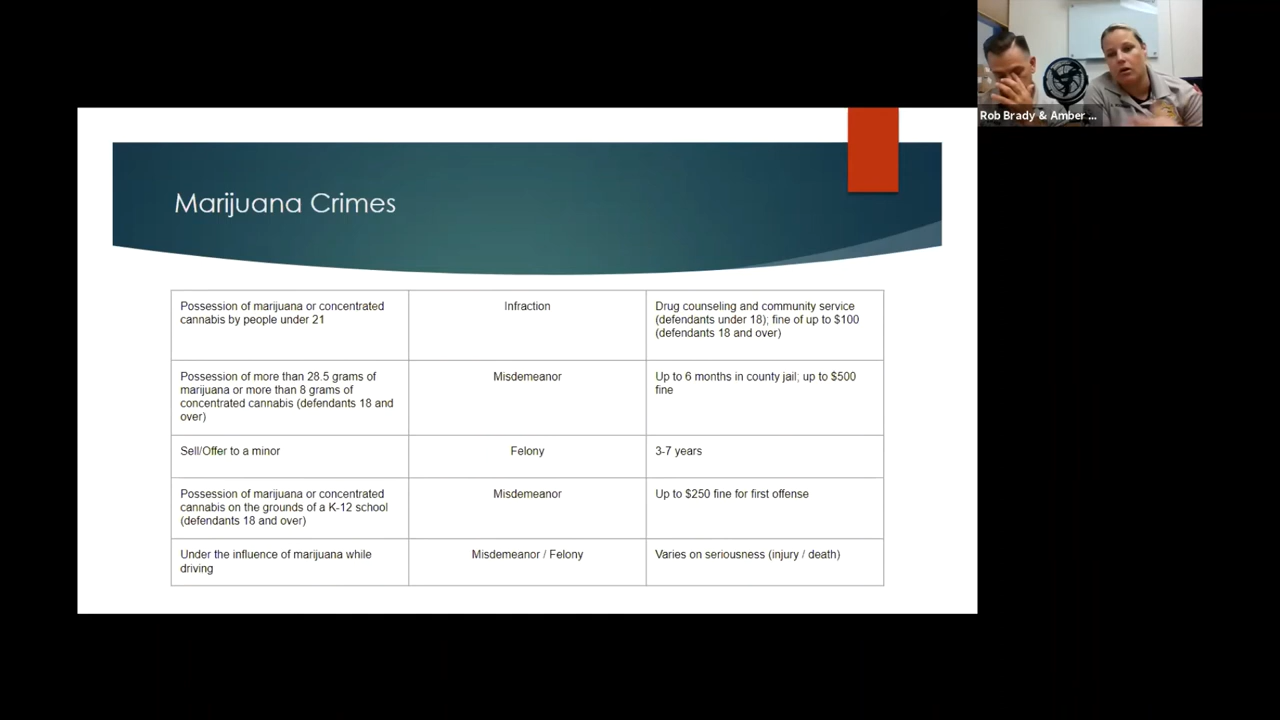 Rob Brady & Amber ...
Marijuana Crimes
Possession of marijuana or concentrated
cannabis by people under 21
Infraction
Drug counseling and community service
(defendants under 18); fine of up to $100
(defendants 18 and over)
Possession of more than 28.5 grams of
marijuana or more than 8 grams of
concentrated cannabis (defendants 18 and
over)
Misdemeanor
Up to 6 months in county jail; up to $500
fine
Sell/Offer to a minor
Felony
3-7 years
Possession of marijuana or concentrated
cannabis on the grounds of a K-12 school
(defendants 18 and over)
Misdemeanor
Up to $250 fine for first offense
Under the influence of marijuana while
driving
Misdemeanor / Felony
Varies on seriousness (injury / death)